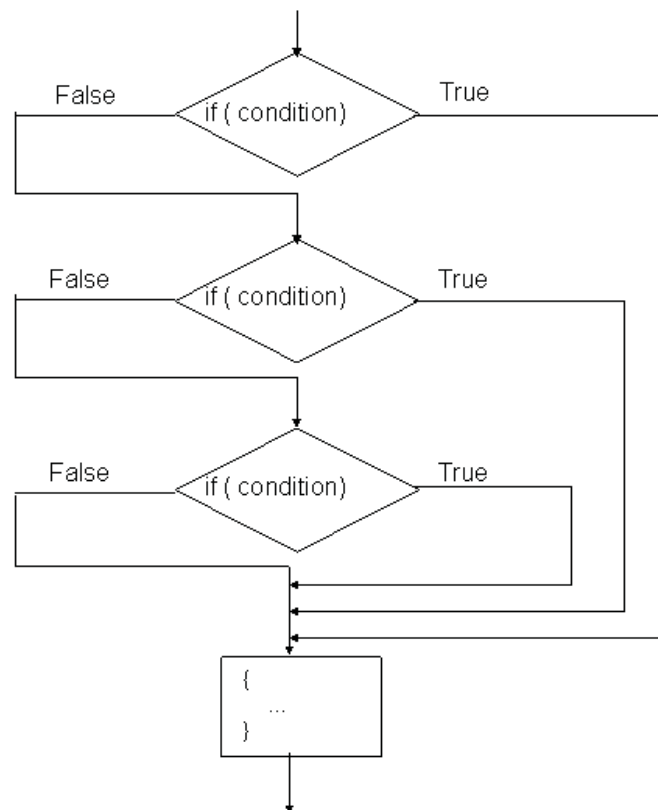 False
if ( condition)
True
False
if ( condition)
True
False
if ( condition)
True
{
...
}